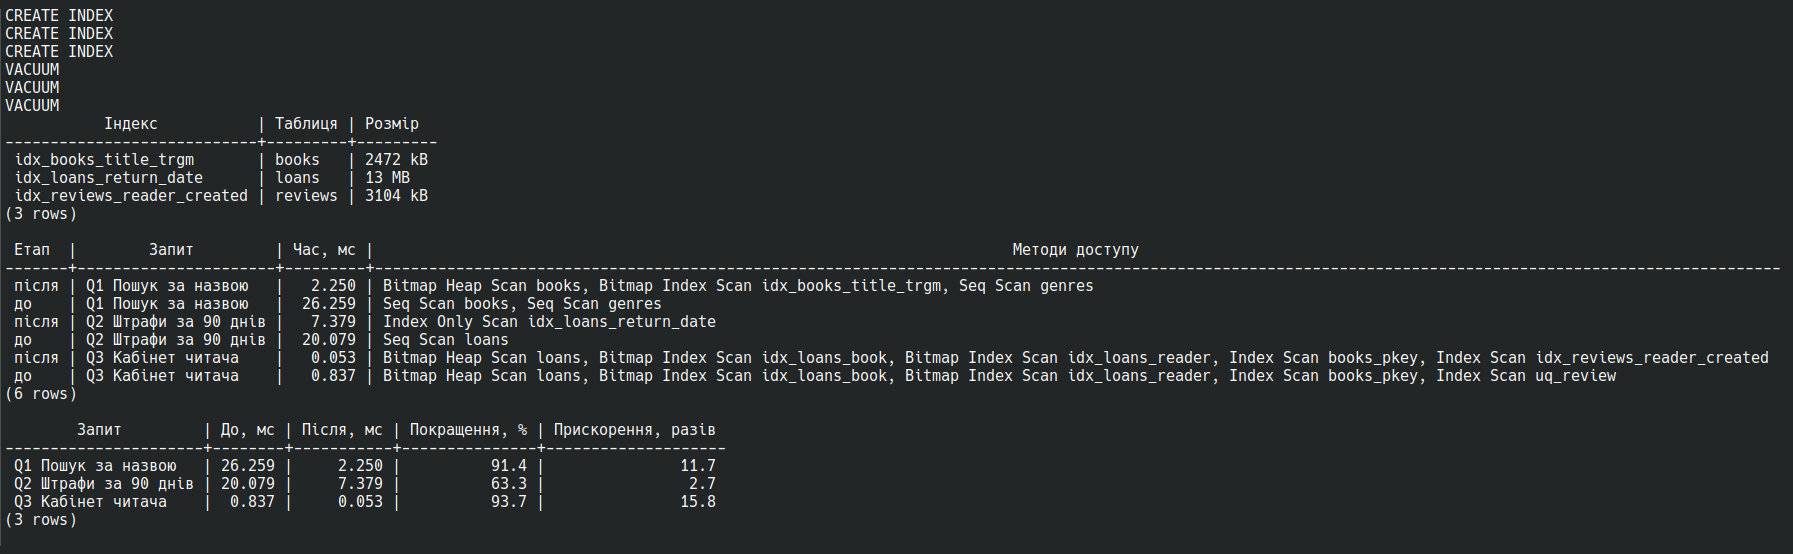 CREATE INDEX
CREATE INDEX
CREATE INDEX
VACUUM
VACUUM
VACUUM
           Індекс           | Таблиця | Розмір
----------------------------+---------+---------
 idx_books_title_trgm       | books   | 2472 kB
 idx_loans_return_date      | loans   | 13 MB
 idx_reviews_reader_created | reviews | 3104 kB
(3 rows)

 Етап  |        Запит         | Час, мс |                                                                       Методи доступу
-------+----------------------+---------+------------------------------------------------------------------------------------------------------------------------------------------------------------
 після | Q1 Пошук за назвою   |   2.250 | Bitmap Heap Scan books, Bitmap Index Scan idx_books_title_trgm, Seq Scan genres
 до    | Q1 Пошук за назвою   |  26.259 | Seq Scan books, Seq Scan genres
 після | Q2 Штрафи за 90 днів |   7.379 | Index Only Scan idx_loans_return_date
 до    | Q2 Штрафи за 90 днів |  20.079 | Seq Scan loans
 після | Q3 Кабінет читача    |   0.053 | Bitmap Heap Scan loans, Bitmap Index Scan idx_loans_book, Bitmap Index Scan idx_loans_reader, Index Scan books_pkey, Index Scan idx_reviews_reader_created
 до    | Q3 Кабінет читача    |   0.837 | Bitmap Heap Scan loans, Bitmap Index Scan idx_loans_book, Bitmap Index Scan idx_loans_reader, Index Scan books_pkey, Index Scan uq_review
(6 rows)

        Запит         | До, мс | Після, мс | Покращення, % | Прискорення, разів
----------------------+--------+-----------+---------------+--------------------
 Q1 Пошук за назвою   | 26.259 |     2.250 |          91.4 |               11.7
 Q2 Штрафи за 90 днів | 20.079 |     7.379 |          63.3 |                2.7
 Q3 Кабінет читача    |  0.837 |     0.053 |          93.7 |               15.8
(3 rows)